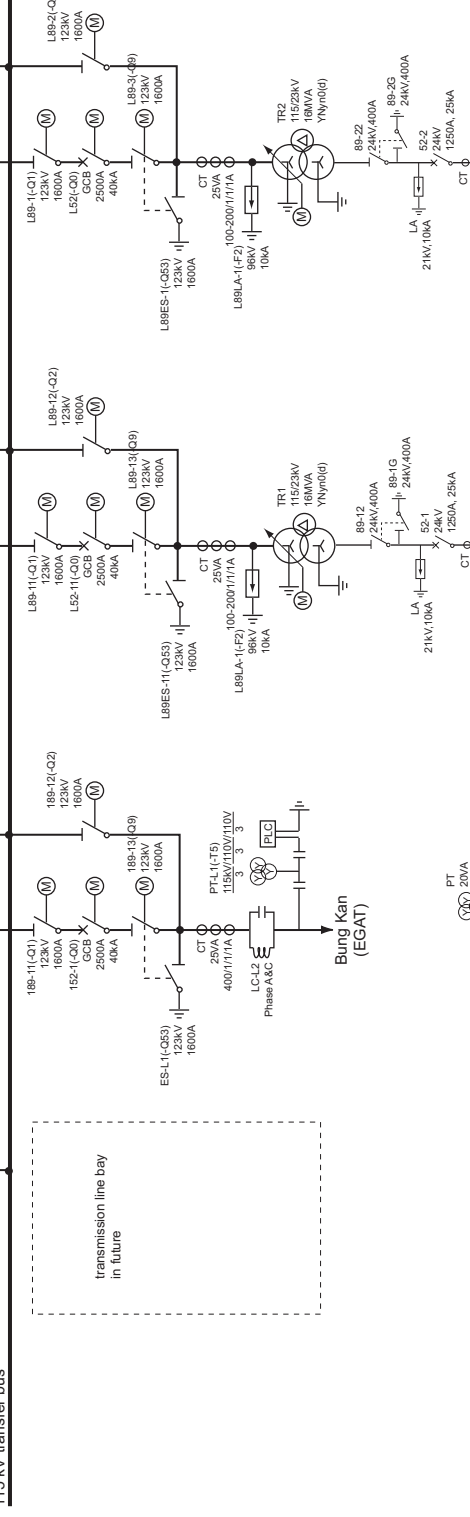 115 kV transfer bus
transmission line bay
in future
189-11(-Q1)
123kV
1600A
152-1(-Q0)
GCB
2500A
40kA
189-12(-Q2)
123kV
1600A
189-13(-Q9)
123kV
1600A
M
M
M
M
ES-L1(-Q53)
123kV
1600A
CT
25VA
400/1/1/1A
LC-L2
Phase A &C
PT-L1(-T5)
115kV/110V/110V
3 3 3
PLC
Bung Kan
(EGAT)
L89-11(-Q1)
123kV
1600A
L52-11(-Q0)
GCB
2500A
40kA
L89-12(-Q2)
123kV
1600A
L89-13(-Q9)
123kV
1600A
M
M
M
M
L89ES-11(-Q53)
123kV
1600A
CT
25VA
100-200/1/1/1A
L89LA-1(-F2)
96kV
10kA
M
TR1
115/23kV
16MVA
YNyn0(d)
89-12
24kV,400A
89-1G
24kV,400A
LA
21kV,10kA
52-1
24kV
1250A, 25kA
CT
L89-1(-Q1)
123kV
1600A
L52(-Q0)
GCB
2500A
40kA
L89-2(-Q
123kV
1600A
L89-3(-Q9)
123kV
1600A
M
M
M
M
L89ES-1(-Q53)
123kV
1600A
CT
25VA
100-200/1/1/1A
L89LA-1(-F2)
96kV
10kA
M
TR2
115/23kV
16MVA
YNyn0(d)
89-22
24kV,400A
89-2G
24kV,400A
LA
21kV,10kA
52-2
24kV
1250A, 25kA
CT
PT
20VA